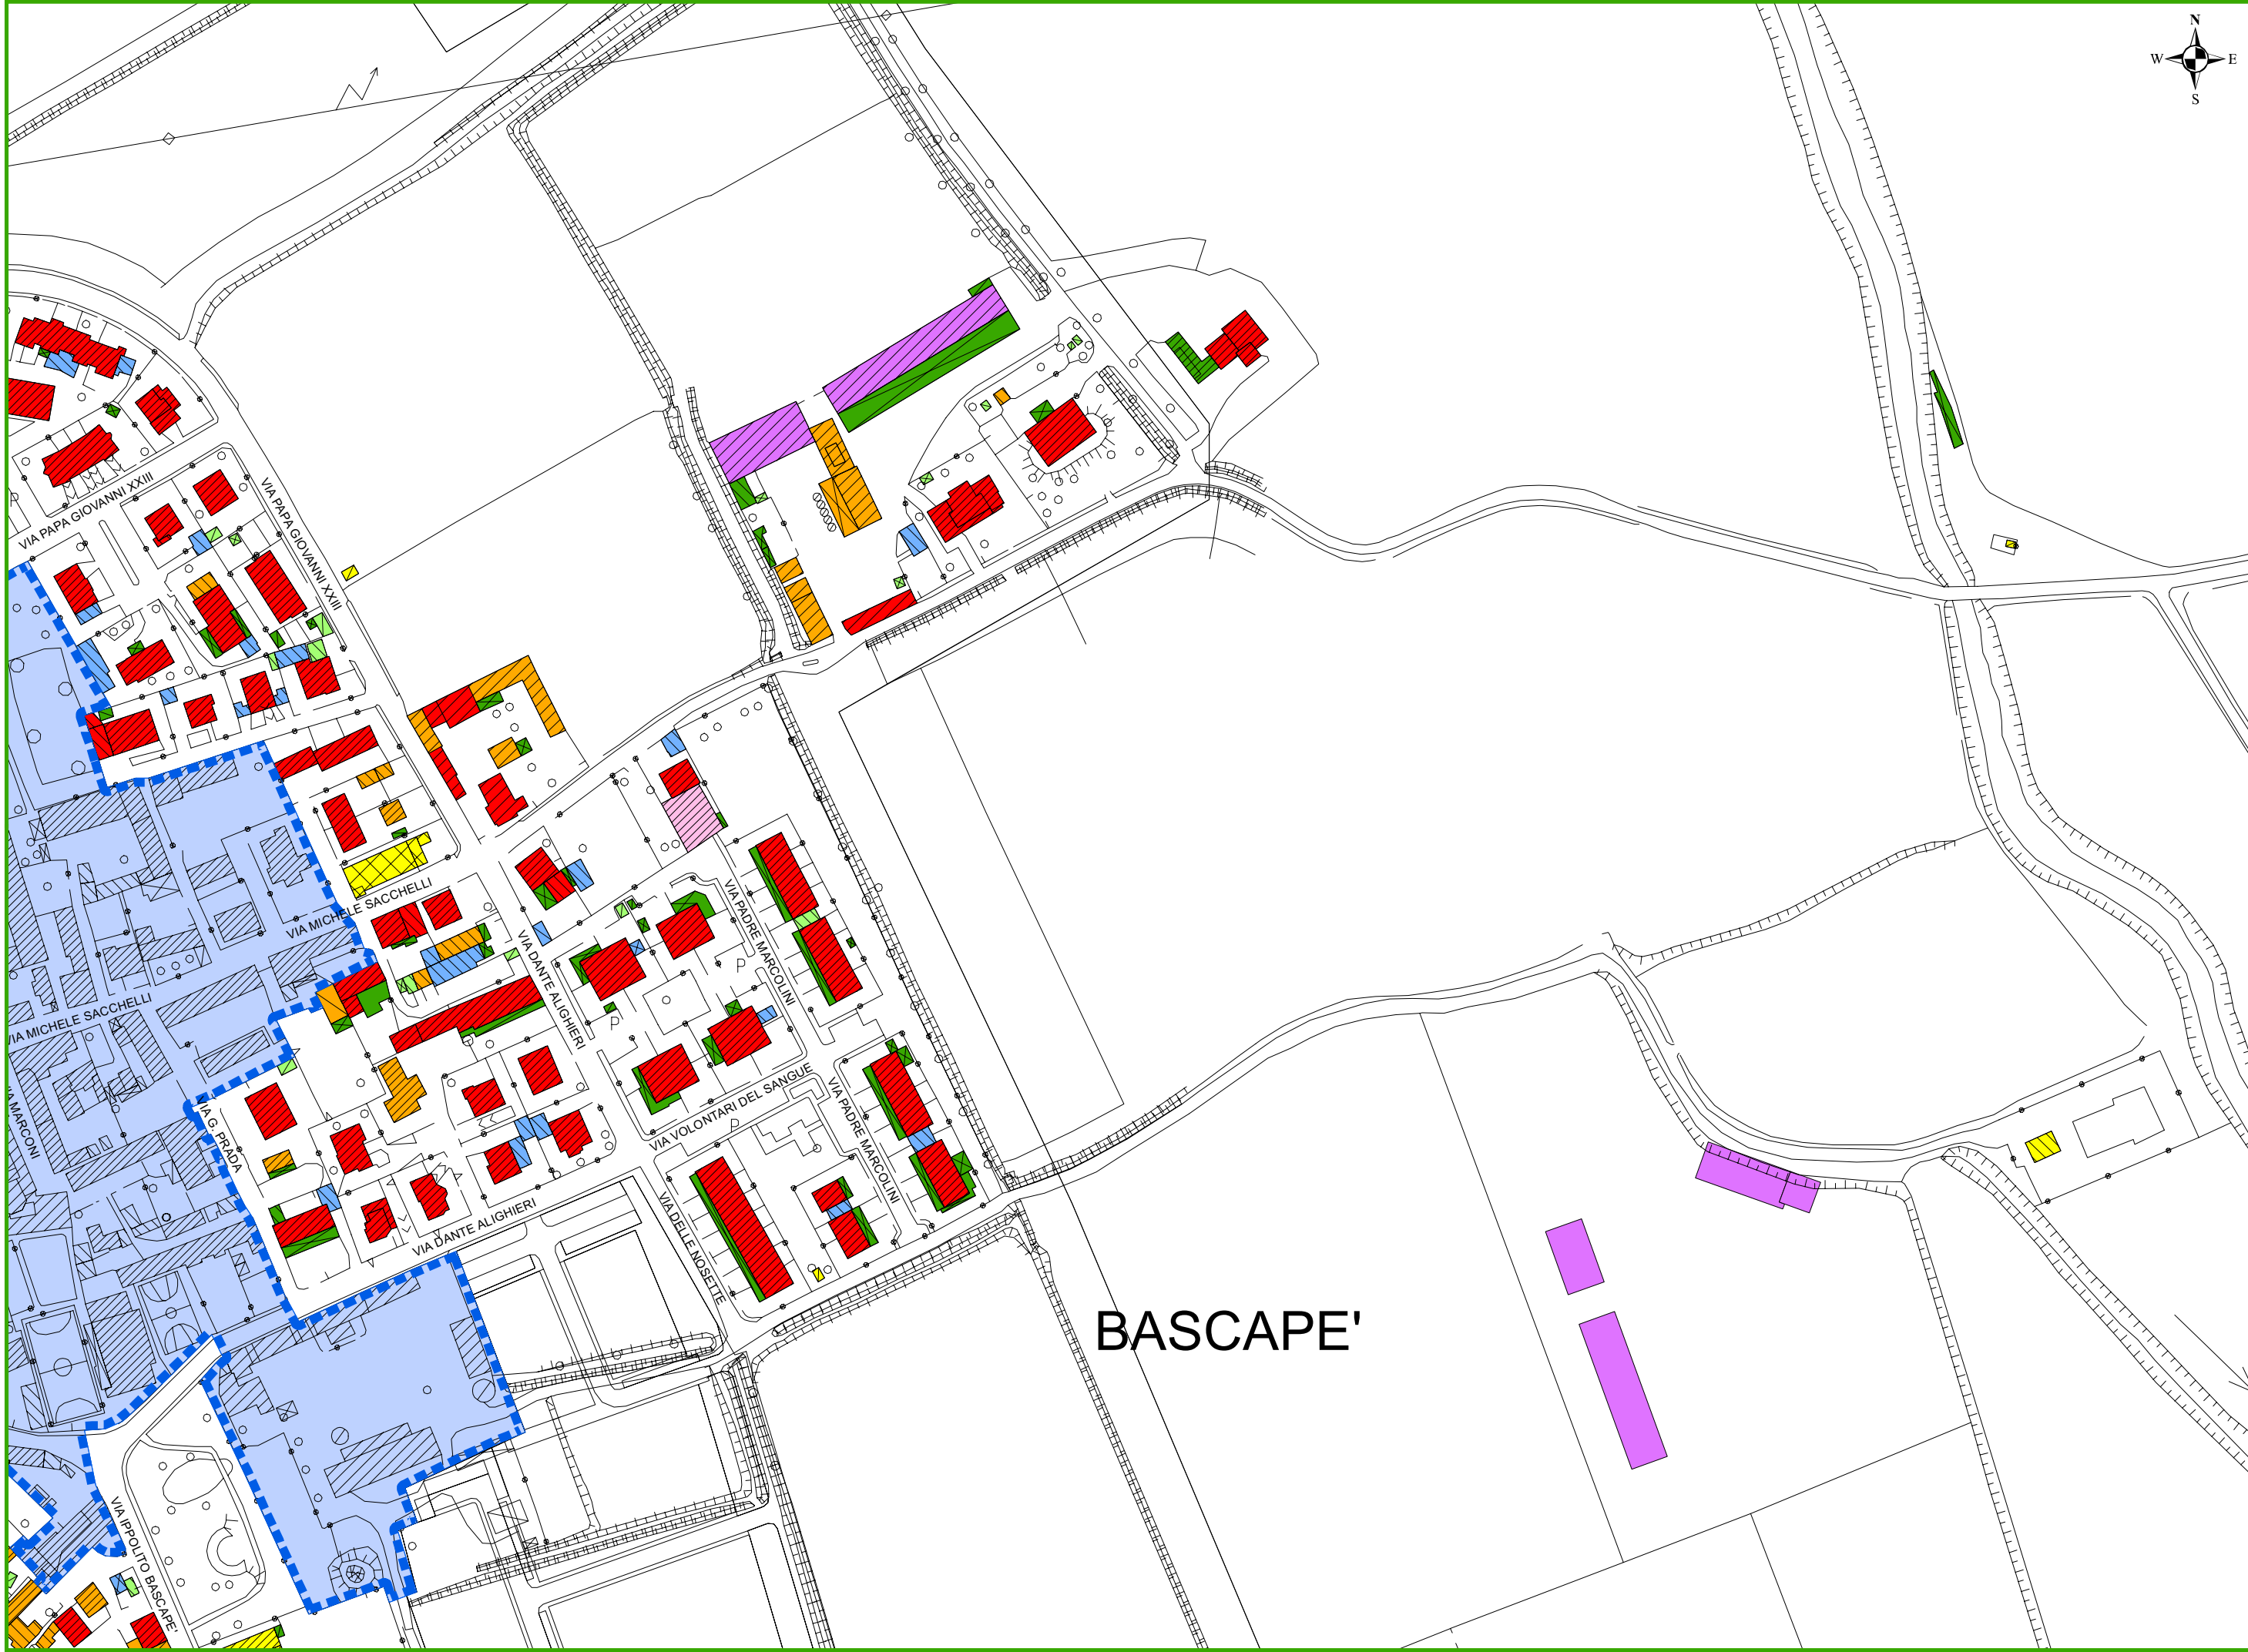 N
W E
S
VIA PAPA GIOVANNI XXIII
VIA PAPA GIOVANNI XXIII
P
VIA MICHELE SACCHELLI
VIA MICHELE SACCHELLI
VIA PADRE MARCOLINI
P
VIA DANTE ALIGHIERI
P
VIA MARCONI
VIA G. PRADA
VIA VOLONTARI DEL SANGUE
P
VIA PADRE MARCOLINI
VIA DANTE ALIGHIERI
VIA DELLE NOSETTE
BASCAPE'
VIA IPPOLITO BASCAPE'